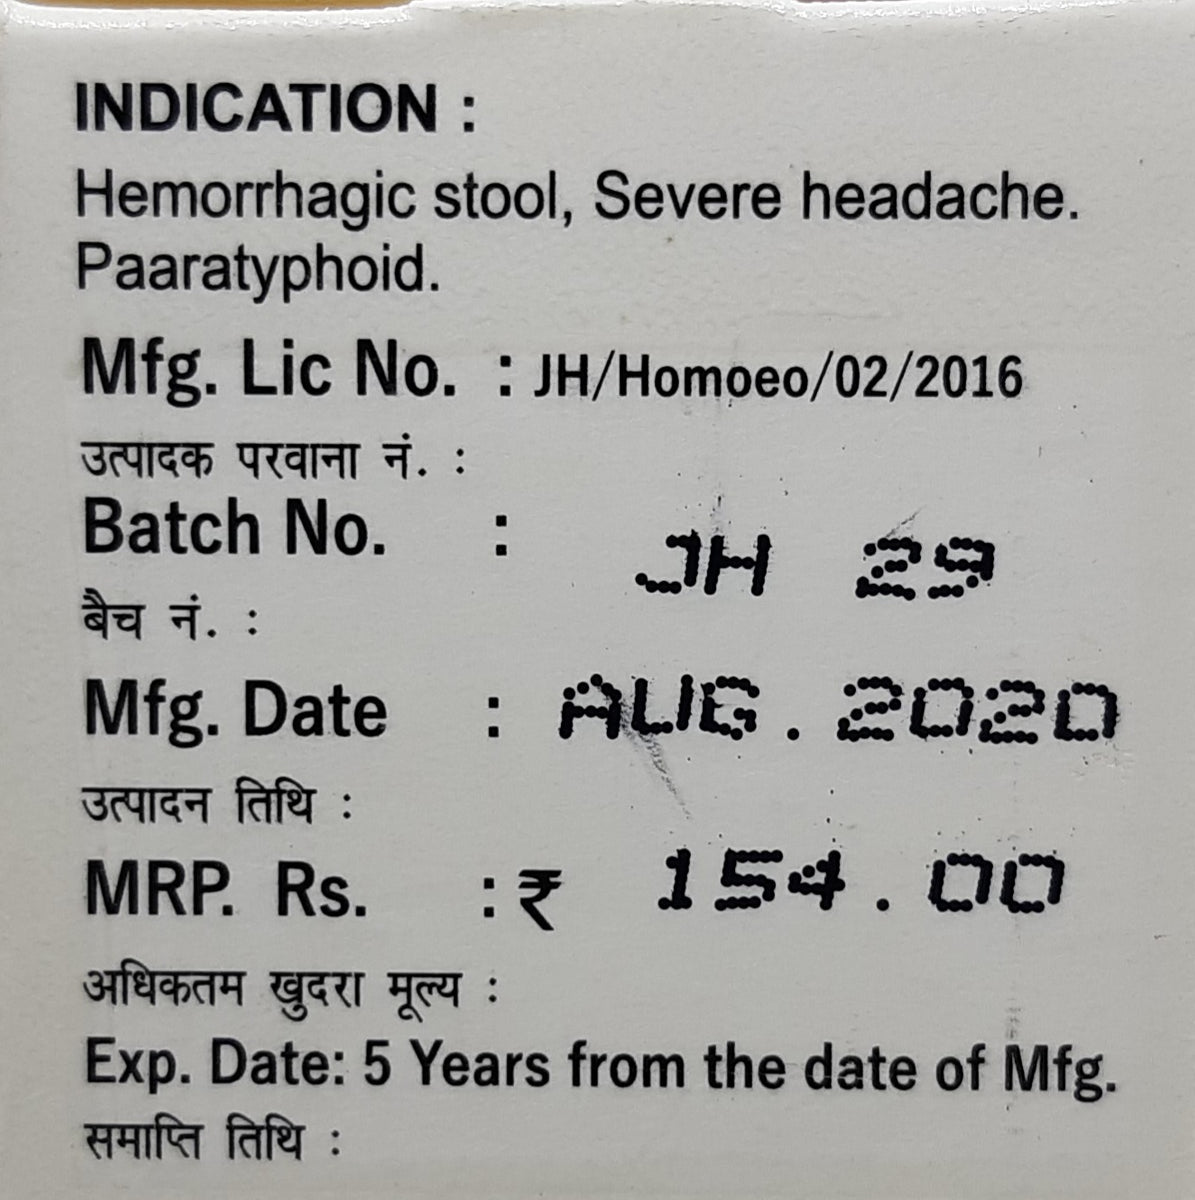 INDICATION :
Hemorrhagic stool, Severe headache.
Paaratyphoid.
Mfg. Lic No. : JH/Homoeo/02/2016
उत्पादक परवाना नं. :
Batch No. : JH 29
बैच नं. :
Mfg. Date : AUG. 2020
उत्पादन तिथि :
MRP. Rs. : ₹ 154.00
अधिकतम खुदरा मूल्य :
Exp. Date: 5 Years from the date of Mfg.
समाप्ति तिथि :